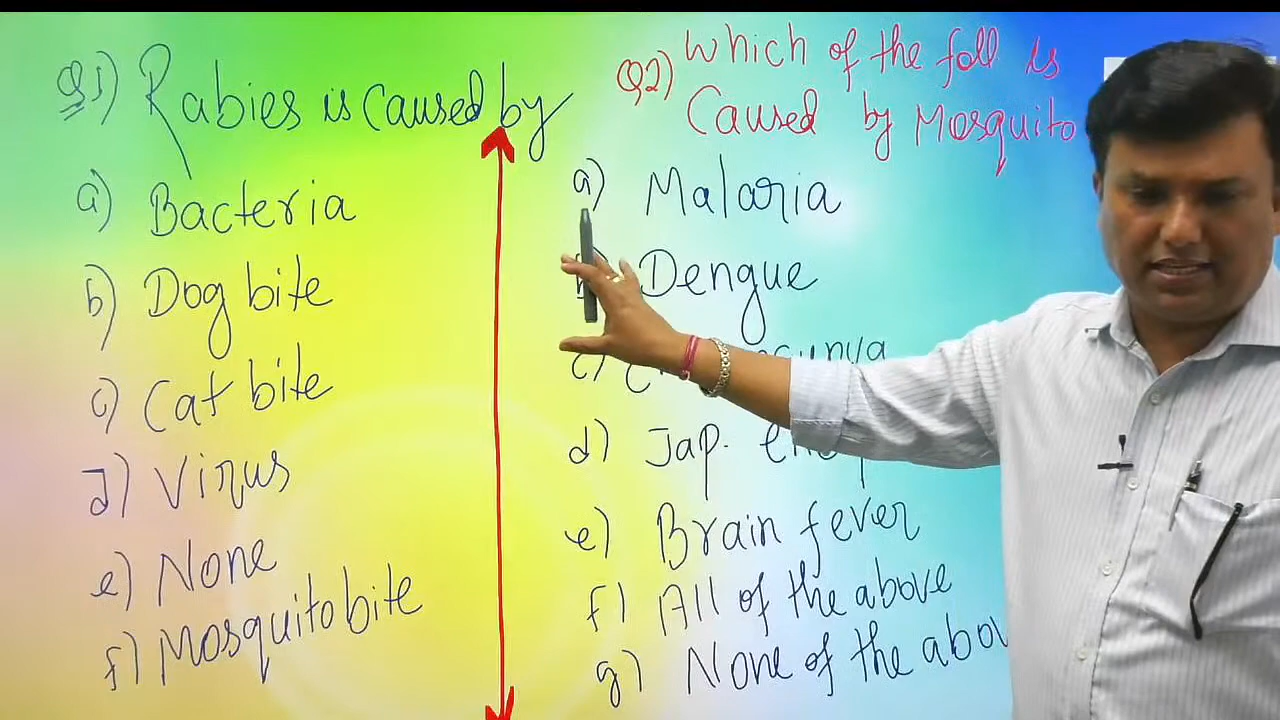 Q1) Rabies is caused by
a) Bacteria
b) Dog bite
c) Cat bite
d) Virus
e) None
f) Mosquito bite
Q2) Which of the foll is
Caused by Mosquito
a) Malaria
Dengue
c)
d) Jap.
e) Brain fever
f) All of the above
g) None of the abov